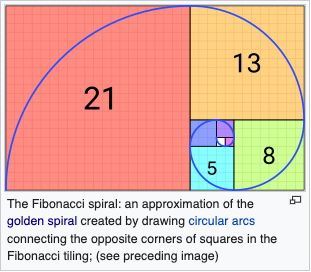 21
13
8
5
The Fibonacci spiral: an approximation of the
golden spiral created by drawing circular arcs
connecting the opposite corners of squares in the
Fibonacci tiling; (see preceding image)